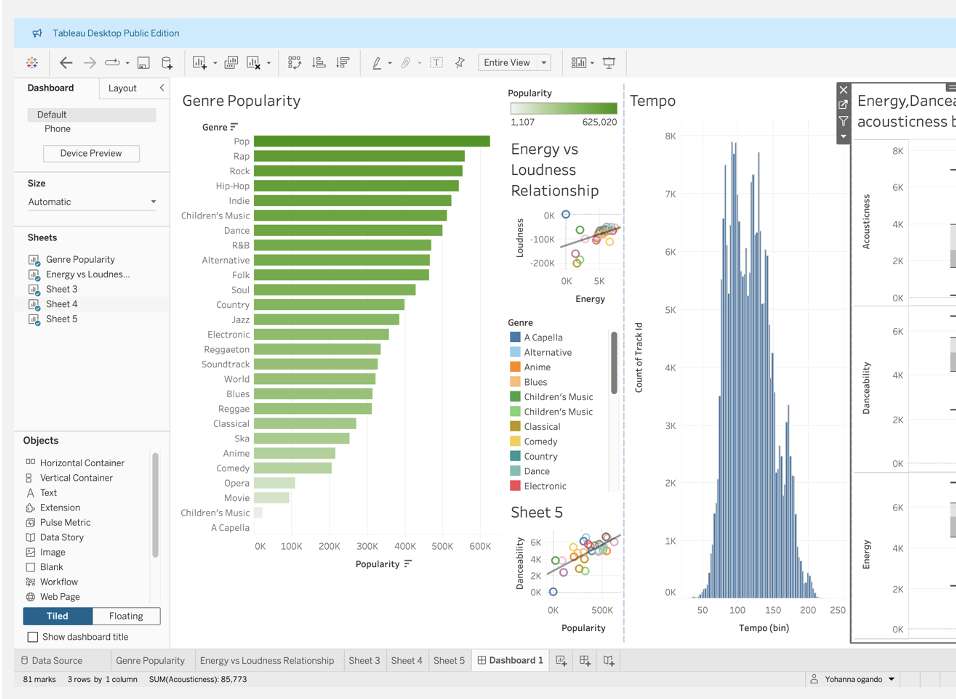 Tableau Desktop Public Edition
Entire View
Dashboard
Layout
Default
Phone
Device Preview
Size
Automatic
Sheets
Genre Popularity
Energy vs Loudnes...
Sheet 3
Sheet 4
Sheet 5
Objects
Horizontal Container
Vertical Container
Text
Extension
Pulse Metric
Data Story
Image
Blank
Workflow
Web Page
Tiled
Floating
Show dashboard title
Genre Popularity
Genre
Pop
Rap
Rock
Hip-Hop
Indie
Children's Music
Dance
R&B
Alternative
Folk
Soul
Country
Jazz
Electronic
Reggaeton
Soundtrack
World
Blues
Reggae
Classical
Ska
Anime
Comedy
Opera
Movie
Children's Music
A Capella
0K 100K 200K 300K 400K 500K 600K
Popularity
Popularity
1,107 625,020
Energy vs
Loudness
Relationship
Loudness
0K
-100K
-200K
0K 5K
Energy
Genre
A Capella
Alternative
Anime
Blues
Children's Music
Children's Music
Classical
Comedy
Country
Dance
Electronic
Sheet 5
Danceability
6K
4K
2K
0K
0K 500K
Popularity
Tempo
Count of Track Id
8K
7K
6K
5K
4K
3K
2K
1K
0K
50 100 150 200 250
Tempo (bin)
Energy,Dancea
acousticness b
Acousticness
8K
6K
4K
2K
0K
Danceability
6K
4K
2K
0K
Energy
6K
4K
2K
0K
Data Source
Genre Popularity
Energy vs Loudness Relationship
Sheet 3
Sheet 4
Sheet 5
Dashboard 1
81 marks 3 rows by 1 column SUM(Acousticness): 85,773
Yohanna ogando